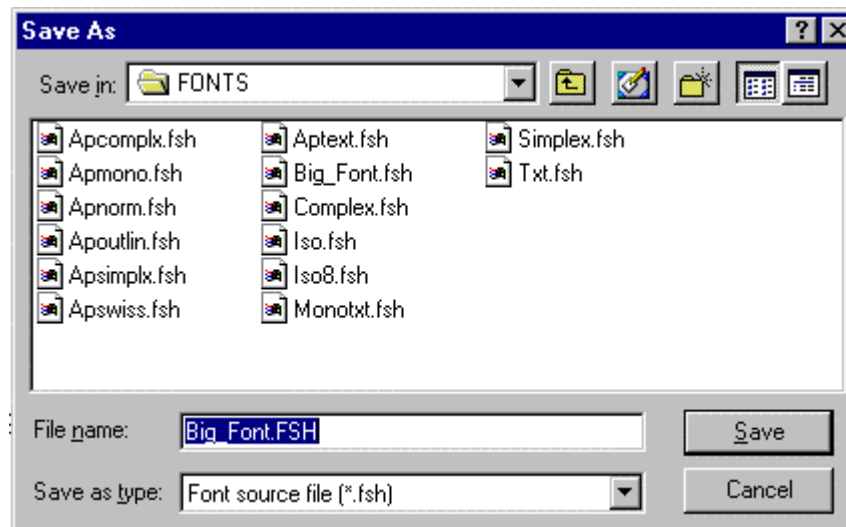 Save As
Save in: FONTS
Apcomplx.fsh Aptext.fsh Simplex.fsh
Apmono.fsh Big_Font.fsh Txt.fsh
Apnorm.fsh Complex.fsh
Apoutlin.fsh Iso.fsh
Apsimplx.fsh Iso8.fsh
Apswiss.fsh Monotxt.fsh
File name: Big_Font.FSH Save
Save as type: Font source file (*.fsh) Cancel